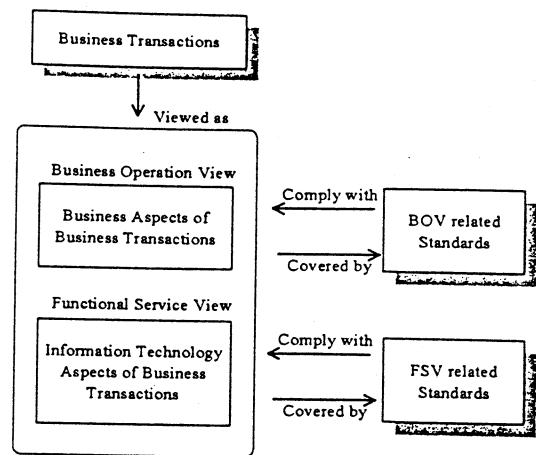 Business Transactions
Viewed as
Business Operation View
Business Aspects of
Business Transactions
Comply with
Covered by
BOV related
Standards
Functional Service View
Information Technology
Aspects of Business
Transactions
Comply with
Covered by
FSV related
Standards